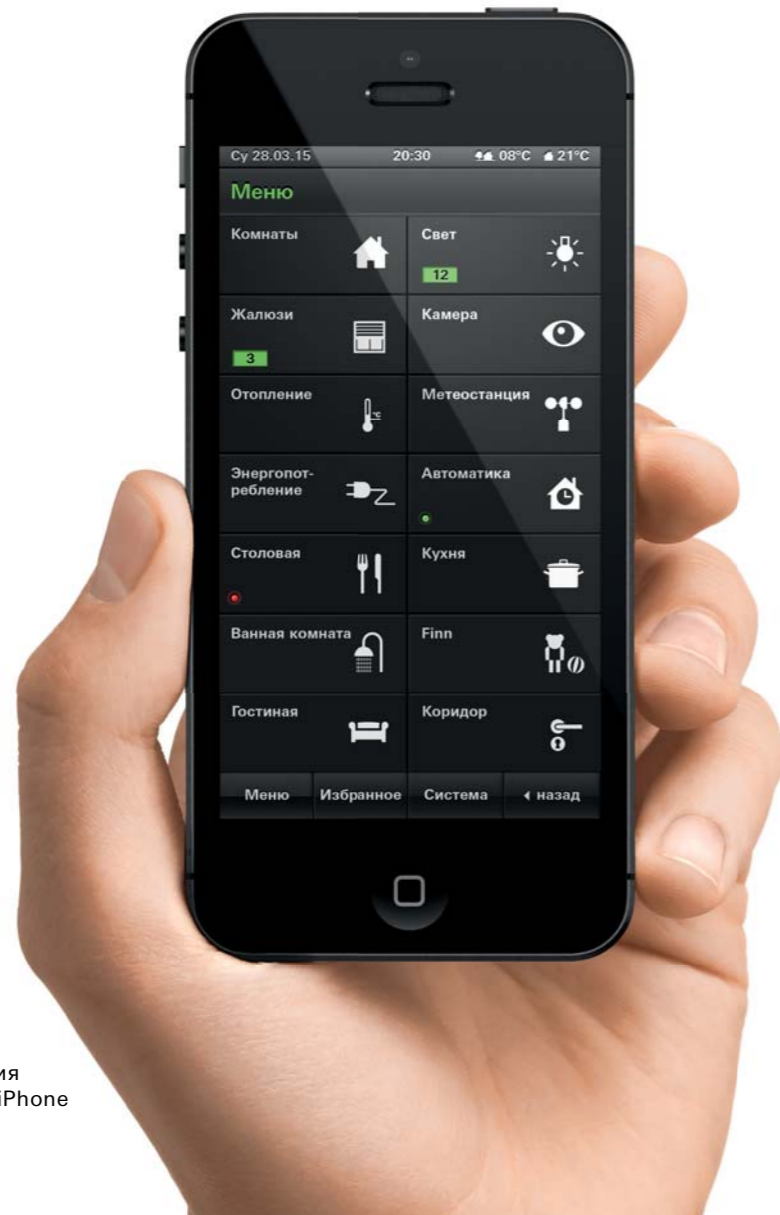 Су 28.03.15 20:30 08°C 21°C
Меню
Комнаты Свет
12
Жалюзи Камера
3
Отопление Метеостанция
°C
Энергопот- Автоматика
ребление
Столовая Кухня
Ванная комната Finn
Гостиная Коридор
Меню Избранное Система назад
ия
iPhone